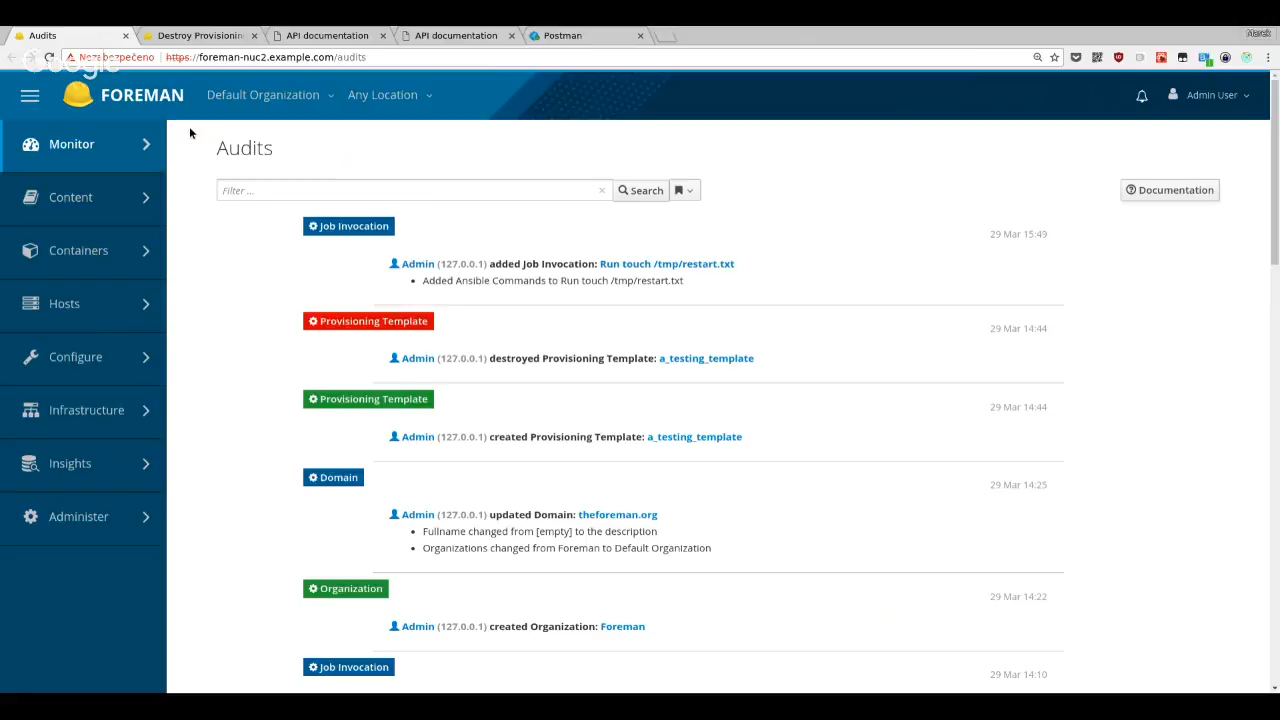 Marek
Audits
Destroy Provisionin
API documentation
API documentation
Postman
Nezabezpečeno
https://foreman-nuc2.example.com/audits
Google
FOREMAN
Default Organization
Any Location
Admin User
Monitor
Content
Containers
Hosts
Configure
Infrastructure
Insights
Administer
Audits
Filter ...
Search
Documentation
Job Invocation
29 Mar 15:49
Admin (127.0.0.1) added Job Invocation: Run touch /tmp/restart.txt
• Added Ansible Commands to Run touch /tmp/restart.txt
Provisioning Template
29 Mar 14:44
Admin (127.0.0.1) destroyed Provisioning Template: a_testing_template
Provisioning Template
29 Mar 14:44
Admin (127.0.0.1) created Provisioning Template: a_testing_template
Domain
29 Mar 14:25
Admin (127.0.0.1) updated Domain: theforeman.org
• Fullname changed from [empty] to the description
• Organizations changed from Foreman to Default Organization
Organization
29 Mar 14:22
Admin (127.0.0.1) created Organization: Foreman
Job Invocation
29 Mar 14:10